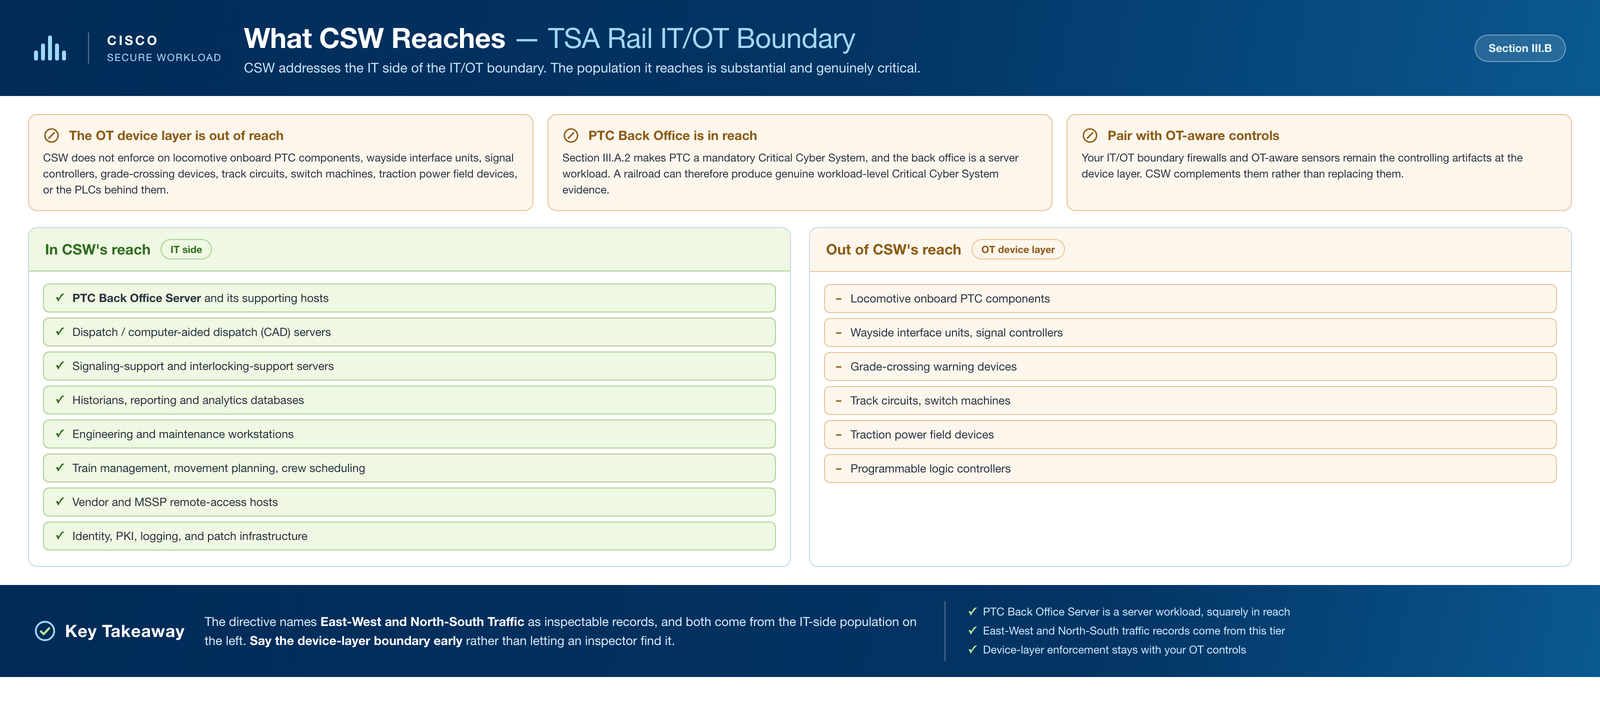 CISCO
SECURE WORKLOAD
What CSW Reaches — TSA Rail IT/OT Boundary
CSW addresses the IT side of the IT/OT boundary. The population it reaches is substantial and genuinely critical.
Section III.B
The OT device layer is out of reach
CSW does not enforce on locomotive onboard PTC components, wayside interface units, signal
controllers, grade-crossing devices, track circuits, switch machines, traction power field devices,
or the PLCs behind them.
PTC Back Office is in reach
Section III.A.2 makes PTC a mandatory Critical Cyber System, and the back office is a server
workload. A railroad can therefore produce genuine workload-level Critical Cyber System
evidence.
Pair with OT-aware controls
Your IT/OT boundary firewalls and OT-aware sensors remain the controlling artifacts at the
device layer. CSW complements them rather than replacing them.
In CSW's reach
IT side
✓ PTC Back Office Server and its supporting hosts
✓ Dispatch / computer-aided dispatch (CAD) servers
✓ Signaling-support and interlocking-support servers
✓ Historians, reporting and analytics databases
✓ Engineering and maintenance workstations
✓ Train management, movement planning, crew scheduling
✓ Vendor and MSSP remote-access hosts
✓ Identity, PKI, logging, and patch infrastructure
Out of CSW's reach
OT device layer
– Locomotive onboard PTC components
– Wayside interface units, signal controllers
– Grade-crossing warning devices
– Track circuits, switch machines
– Traction power field devices
– Programmable logic controllers
Key Takeaway
The directive names East-West and North-South Traffic as inspectable records, and both come from the IT-side population on
the left. Say the device-layer boundary early rather than letting an inspector find it.
✓ PTC Back Office Server is a server workload, squarely in reach
✓ East-West and North-South traffic records come from this tier
✓ Device-layer enforcement stays with your OT controls